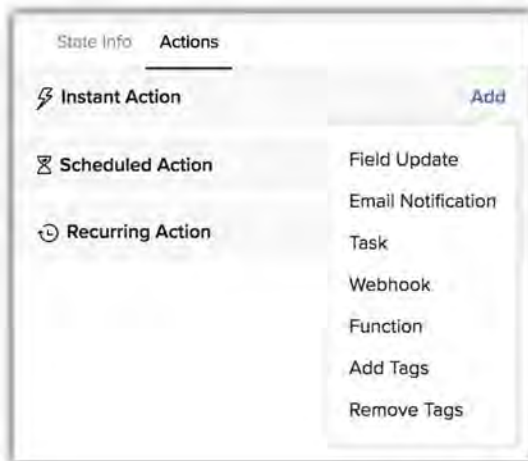 State Info Actions
Instant Action Add
Scheduled Action
Recurring Action
Field Update
Email Notification
Task
Webhook
Function
Add Tags
Remove Tags